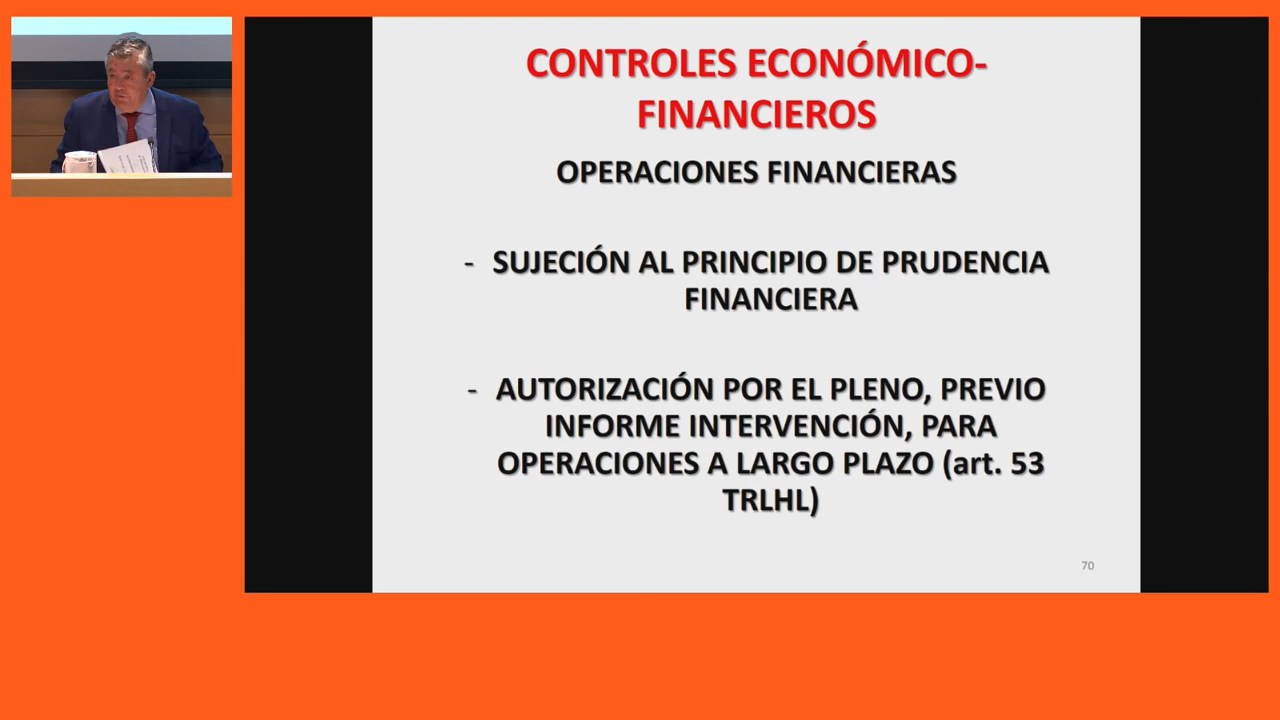 CONTROLES ECONÓMICO-
FINANCIEROS
OPERACIONES FINANCIERAS
- SUJECIÓN AL PRINCIPIO DE PRUDENCIA
FINANCIERA
- AUTORIZACIÓN POR EL PLENO, PREVIO
INFORME INTERVENCIÓN, PARA
OPERACIONES A LARGO PLAZO (art. 53
TRLHL)
70